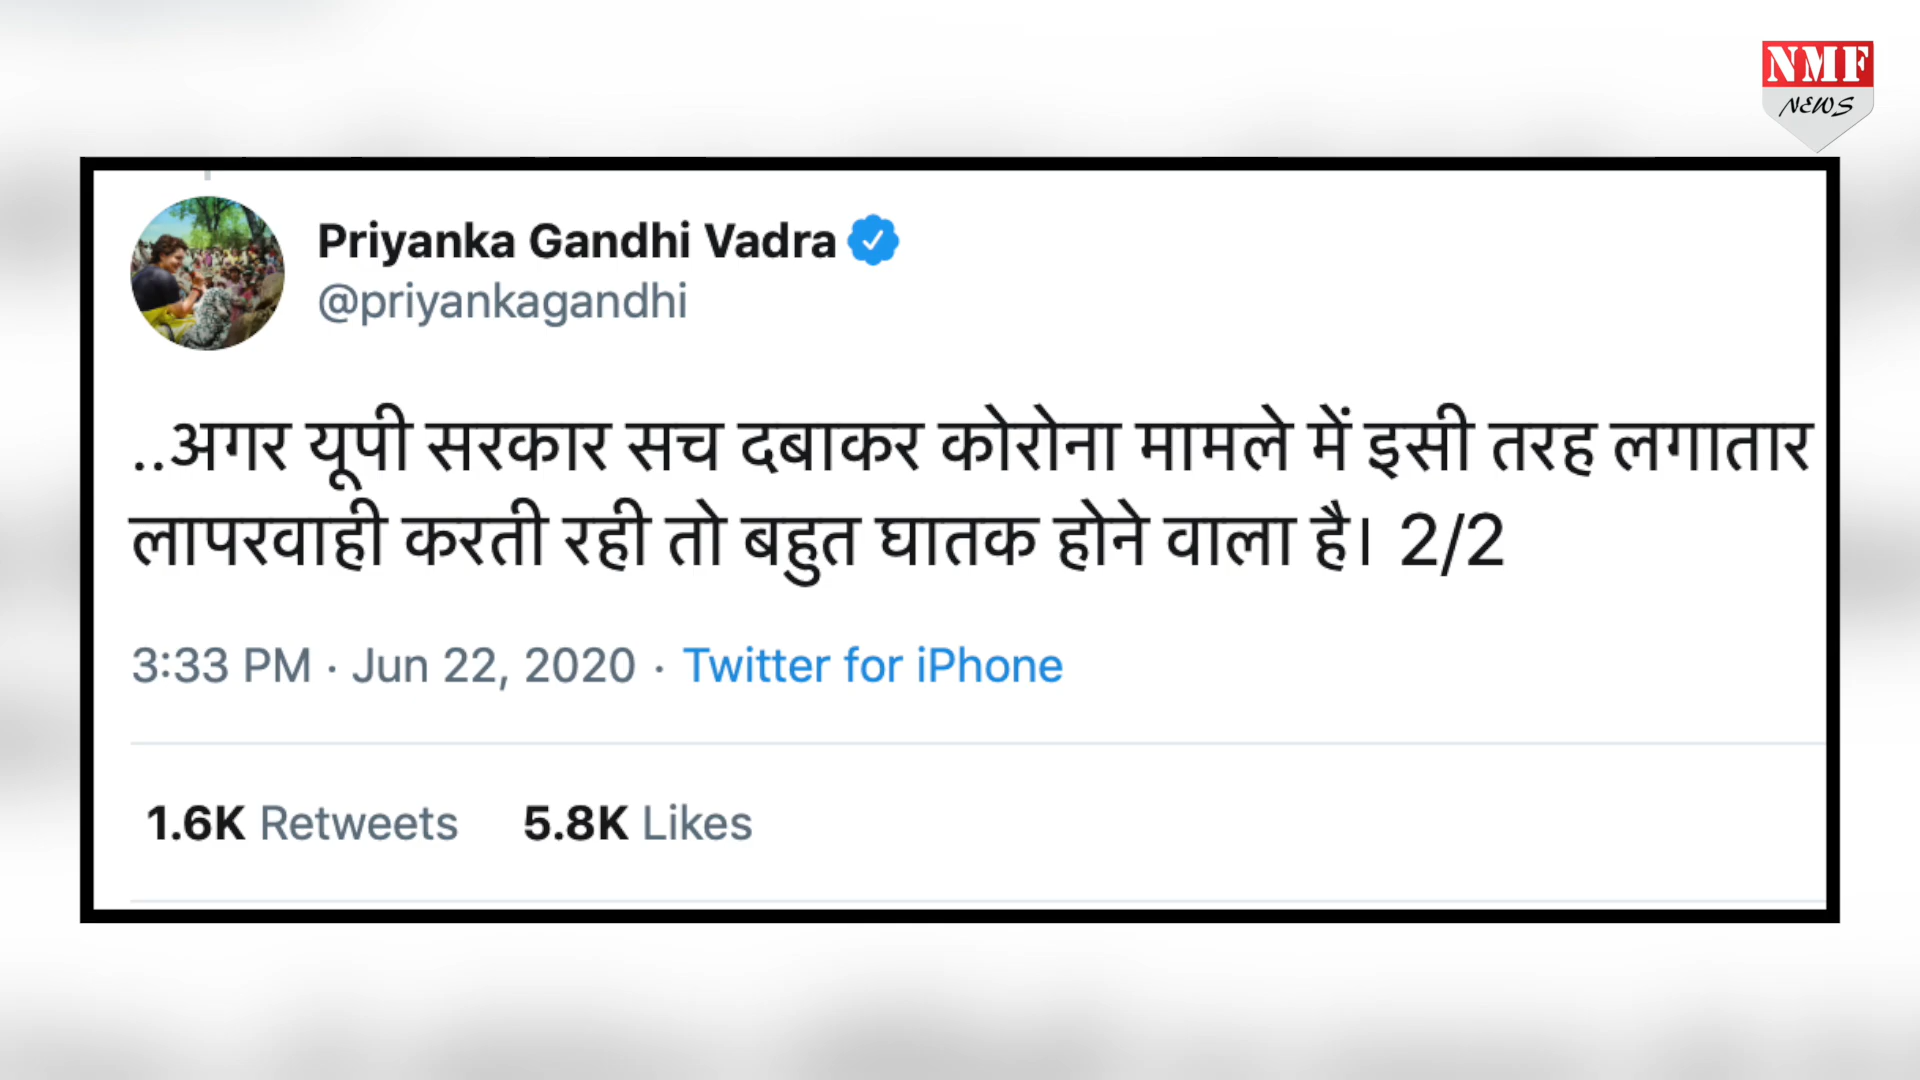 NMF
NEWS
Priyanka Gandhi Vadra
@priyankagandhi
..अगर यूपी सरकार सच दबाकर कोरोना मामले में इसी तरह लगातार
लापरवाही करती रही तो बहुत घातक होने वाला है। 2/2
3:33 PM · Jun 22, 2020 · Twitter for iPhone
1.6K Retweets 5.8K Likes